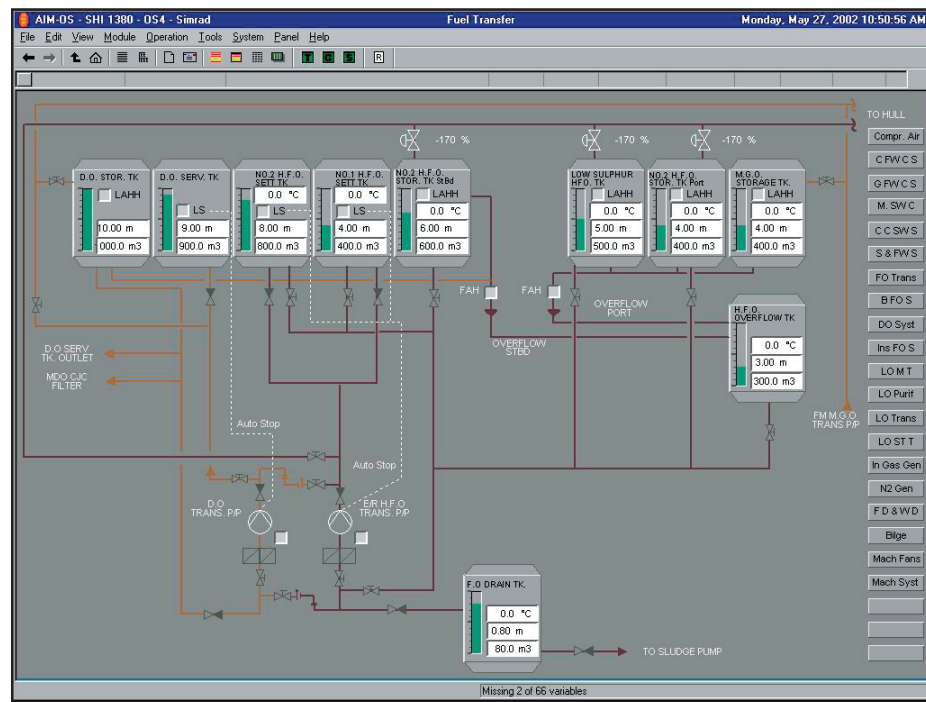 AIM-OS - SHI 1380 - OS4 - Simrad
Fuel Transfer
Monday, May 27, 2002 10:50:56 AM
File Edit View Module Operation Tools System Panel Help
T G S R
TO HULL
-170 %
-170 %
-170 %
D.O. STOR. TK
LAHH
10.00 m
000.0 m3
D.O. SERV. TK
LS
9.00 m
900.0 m3
NO.2 H.F.O.
SETT TK
0.0 °C
LS
8.00 m
800.0 m3
NO.1 H.F.O.
SETT TK
0.0 °C
LS
4.00 m
400.0 m3
NO.2 H.F.O.
STOR. TK StBd
LAHH
0.0 °C
6.00 m
600.0 m3
LOW SULPHUR
HFO. TK
LAHH
0.0 °C
5.00 m
500.0 m3
NO.2 H.F.O.
STOR. TK Port
LAHH
0.0 °C
4.00 m
400.0 m3
M.G.O.
STORAGE TK.
LAHH
0.0 °C
4.00 m
400.0 m3
FAH
FAH
OVERFLOW
PORT
OVERFLOW
STBD
H.F.O.
OVERFLOW TK
0.0 °C
3.00 m
300.0 m3
D.O SERV
TK. OUTLET
MDO CJC
FILTER
FM M.G.O
TRANS P/P
Auto Stop
Auto Stop
D.O
TRANS. P/P
E/R H.F.O
TRANS. P/P
F.O DRAIN TK.
0.0 °C
0.80 m
80.0 m3
TO SLUDGE PUMP
Compr. Air
C FW C S
G FW C S
M. SW C
C C SW S
S & FW S
FO Trans
B F O S
DO Syst
Ins FO S
LO M T
LO Purif
LO Trans
LO ST T
In Gas Gen
N2 Gen
F D & W D
Bilge
Mach Fans
Mach Syst
Missing 2 of 66 variables